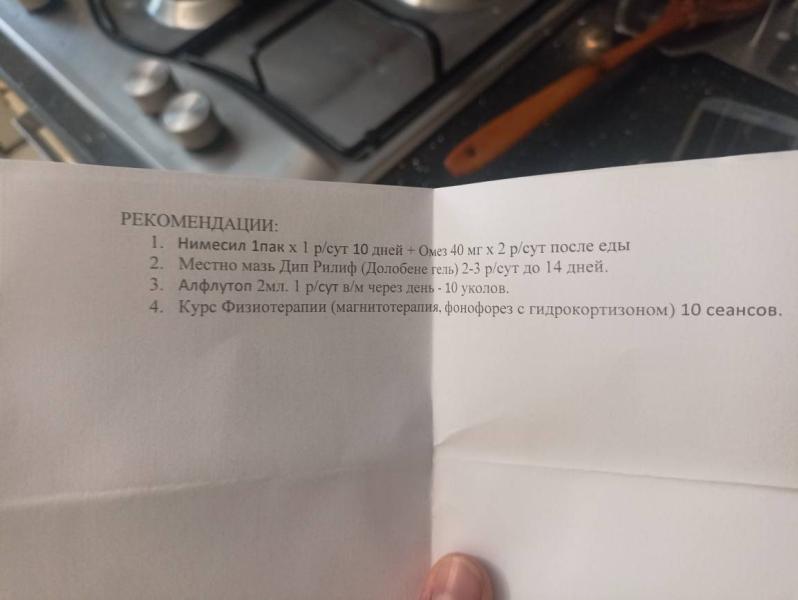 РЕКОМЕНДАЦИИ:
1. Нимесил 1пак х 1 р/сут 10 дней + Омез 40 мг х 2 р/сут после еды
2. Местно мазь Дип Рилиф (Долобене гель) 2-3 р/сут до 14 дней.
3. Алфлутоп 2мл. 1 р/сут в/м через день - 10 уколов.
4. Курс Физиотерапии (магнитотерапия, фонофорез с гидрокортизоном) 10 сеансов.